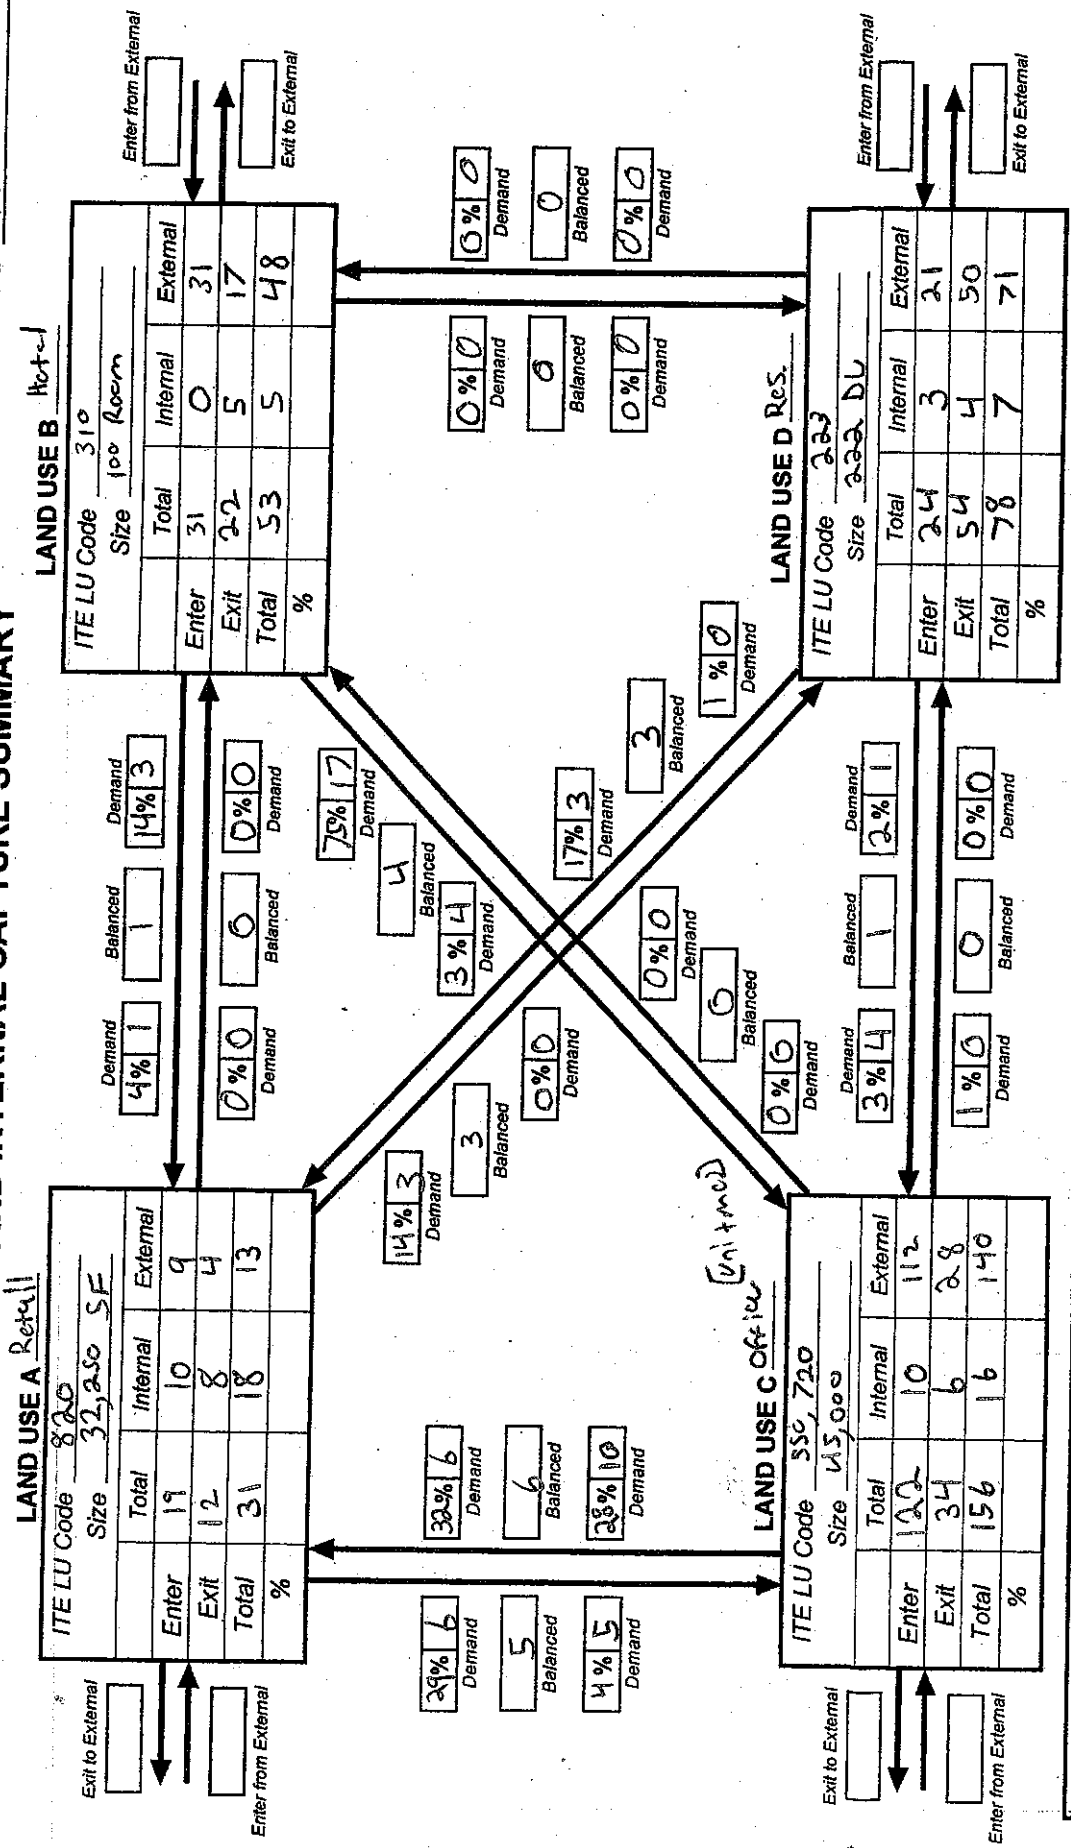 INTERNAL CAPTURE SUMMARY
LAND USE A Retail
ITE LU Code 820
Size 32,250 SF
Total Internal External
Enter 19 10 9
Exit 12 8 4
Total 31 18 13
%
Exit to External
Enter from External
Demand Balanced Demand
4% 1 1 14% 3
0% 0 0 0% 0
Demand Balanced Demand
LAND USE B Hotel
ITE LU Code 310
Size 100 Room
Total Internal External
Enter 31 0 31
Exit 22 5 17
Total 53 5 48
%
Enter from External
Exit to External
29% 6
Demand
5
Balanced
4% 5
Demand
32% 6
Demand
6
Balanced
28% 10
Demand
14% 3
Demand
3
Balanced
0% 0
Demand
75% 17
Demand
4
Balanced
3% 4
Demand
17% 3
Demand
3
Balanced
1% 0
Demand
0% 0
Demand
0
Balanced
0% 0
Demand
0% 0
Demand
0
Balanced
0% 0
Demand
0% 0
Demand
0
Balanced
0% 0
Demand
LAND USE C Office [Unit mc2]
ITE LU Code 550, 720
Size 45,000
Total Internal External
Enter 122 10 112
Exit 34 6 28
Total 156 16 140
%
Exit to External
Enter from External
Demand Balanced Demand
3% 4 1 2% 1
1% 0 0 0% 0
Demand Balanced Demand
LAND USE D Res.
ITE LU Code 223
Size 222 DU
Total Internal External
Enter 24 3 21
Exit 54 4 50
Total 78 7 71
%
Enter from External
Exit to External